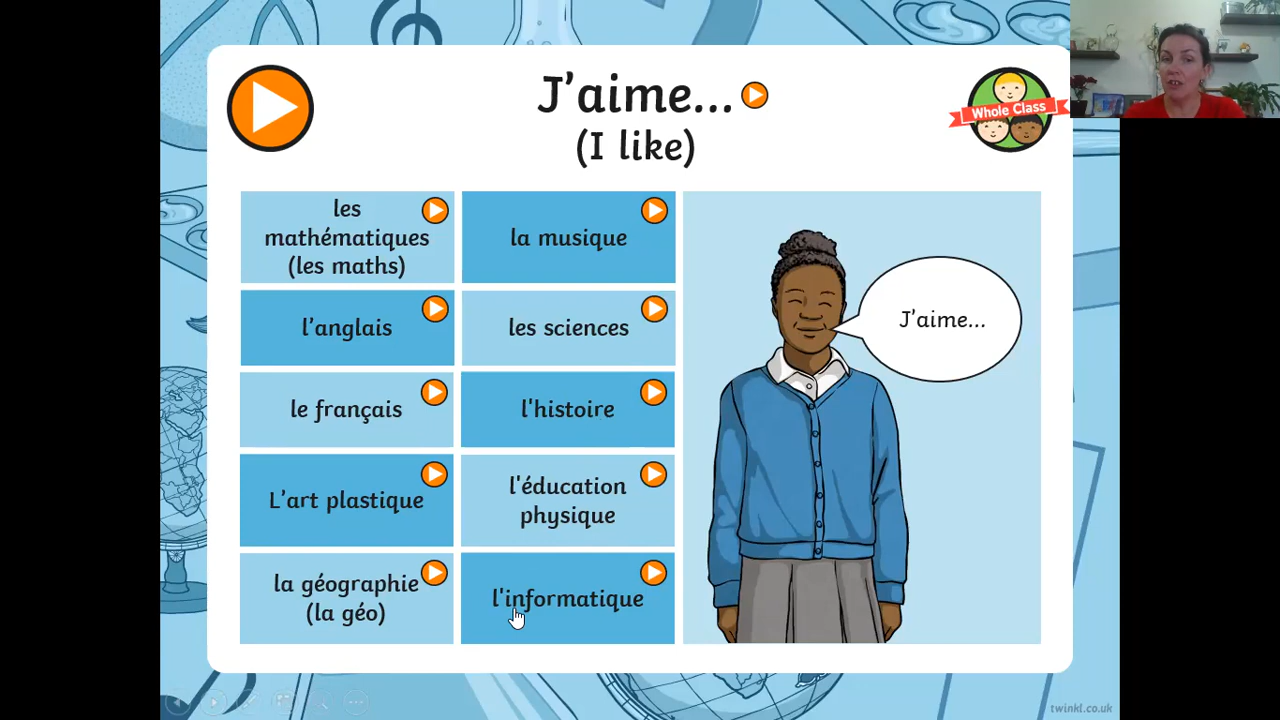 J’aime...
(I like)
Whole Class
les
mathématiques
(les maths)
la musique
l’anglais
les sciences
le français
l'histoire
L’art plastique
l'éducation
physique
la géographie
(la géo)
l'informatique
J’aime...
twinkl.co.uk